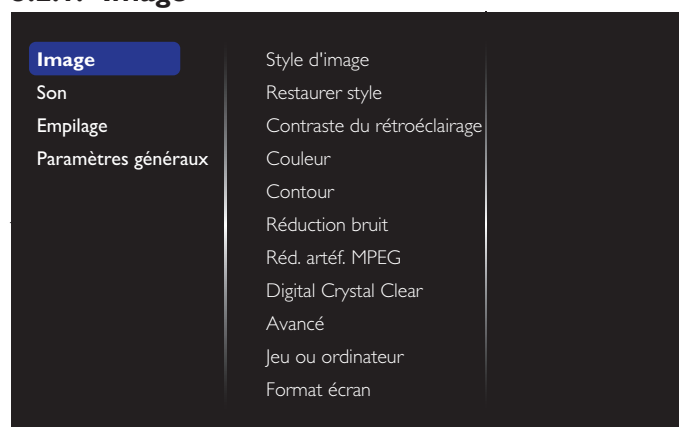 Image
Son
Empilage
Paramètres généraux
Style d'image
Restaurer style
Contraste du rétroéclairage
Couleur
Contour
Réduction bruit
Réd. artéf. MPEG
Digital Crystal Clear
Avancé
Jeu ou ordinateur
Format écran